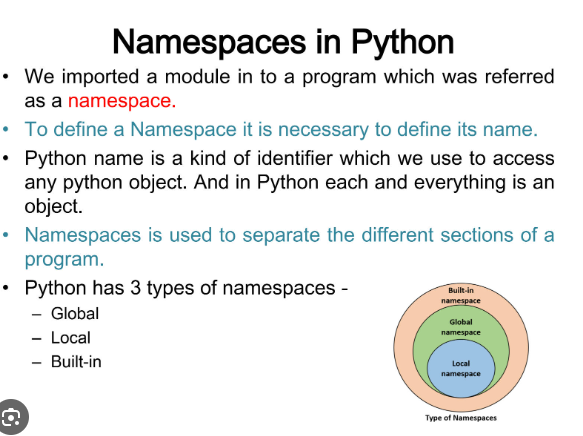 Namespaces in Python
• We imported a module in to a program which was referred
as a namespace.
• To define a Namespace it is necessary to define its name.
• Python name is a kind of identifier which we use to access
any python object. And in Python each and everything is an
object.
• Namespaces is used to separate the different sections of a
program.
• Python has 3 types of namespaces -
– Global
– Local
– Built-in
Built-in
namespace
Global
namespace
Local
namespace
Type of Namespaces